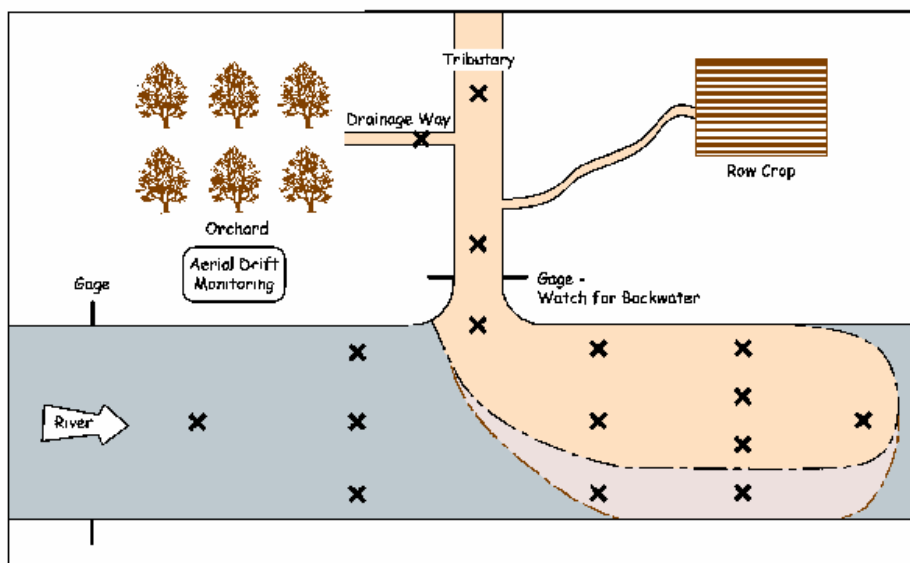 Tributary
Drainage Way
Row Crop
Orchard
Aerial Drift
Monitoring
Gage
Gage -
Watch for Backwater
River